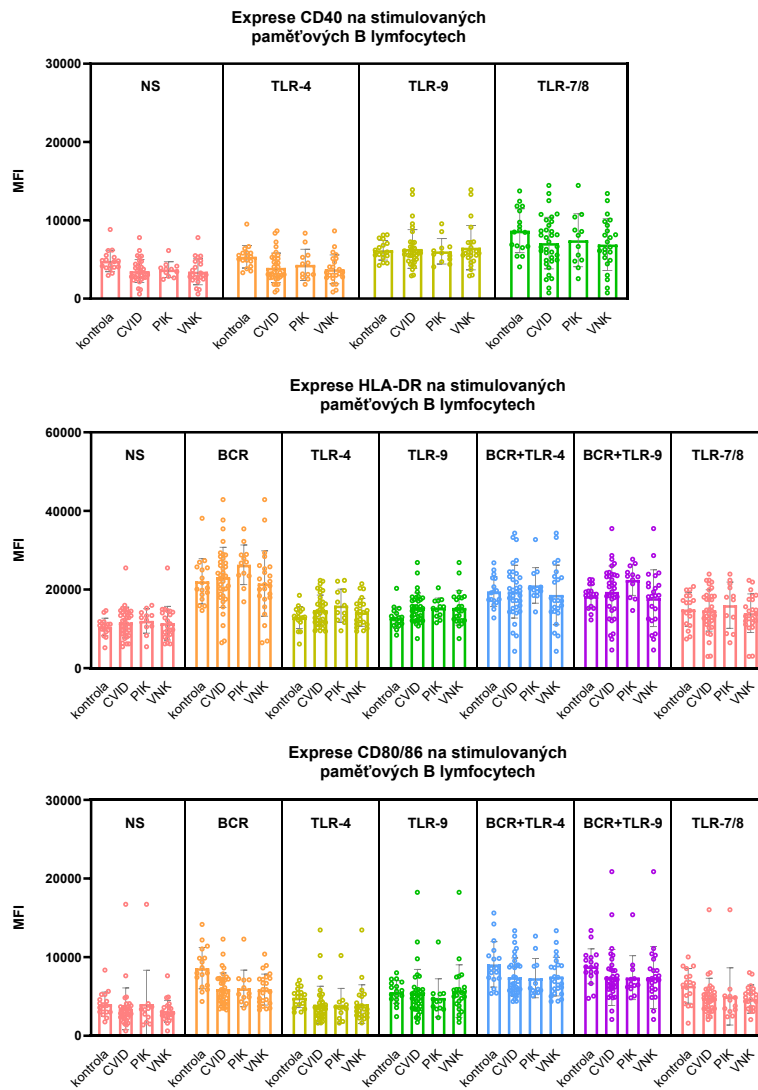 Exprese CD40 na stimulovaných
paměťových B lymfocytech
30000
NS
TLR-4
TLR-9
TLR-7/8
20000
MFI
10000
0
kontrola
CVID
PIK
VNK
kontrola
CVID
PIK
VNK
kontrola
CVID
PIK
VNK
kontrola
CVID
PIK
VNK
Exprese HLA-DR na stimulovaných
paměťových B lymfocytech
60000
NS
BCR
TLR-4
TLR-9
BCR+TLR-4
BCR+TLR-9
TLR-7/8
40000
MFI
20000
0
kontrola
CVID
PIK
VNK
kontrola
CVID
PIK
VNK
kontrola
CVID
PIK
VNK
kontrola
CVID
PIK
VNK
kontrola
CVID
PIK
VNK
kontrola
CVID
PIK
VNK
kontrola
CVID
PIK
VNK
Exprese CD80/86 na stimulovaných
paměťových B lymfocytech
30000
NS
BCR
TLR-4
TLR-9
BCR+TLR-4
BCR+TLR-9
TLR-7/8
20000
MFI
10000
0
kontrola
CVID
PIK
VNK
kontrola
CVID
PIK
VNK
kontrola
CVID
PIK
VNK
kontrola
CVID
PIK
VNK
kontrola
CVID
PIK
VNK
kontrola
CVID
PIK
VNK
kontrola
CVID
PIK
VNK